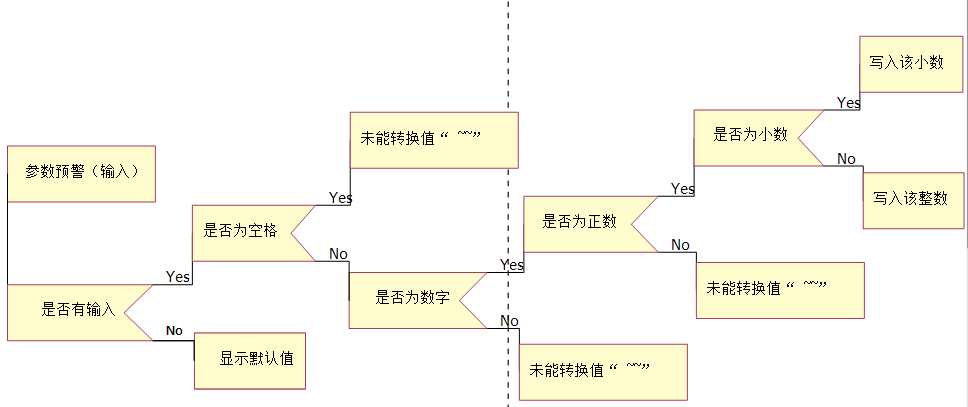 参数预警（输入）
是否有输入
Yes
No
显示默认值
是否为空格
Yes
No
未能转换值“ ~~”
是否为数字
Yes
No
未能转换值“ ~~”
是否为正数
Yes
No
未能转换值“ ~~”
是否为小数
Yes
No
写入该小数
写入该整数